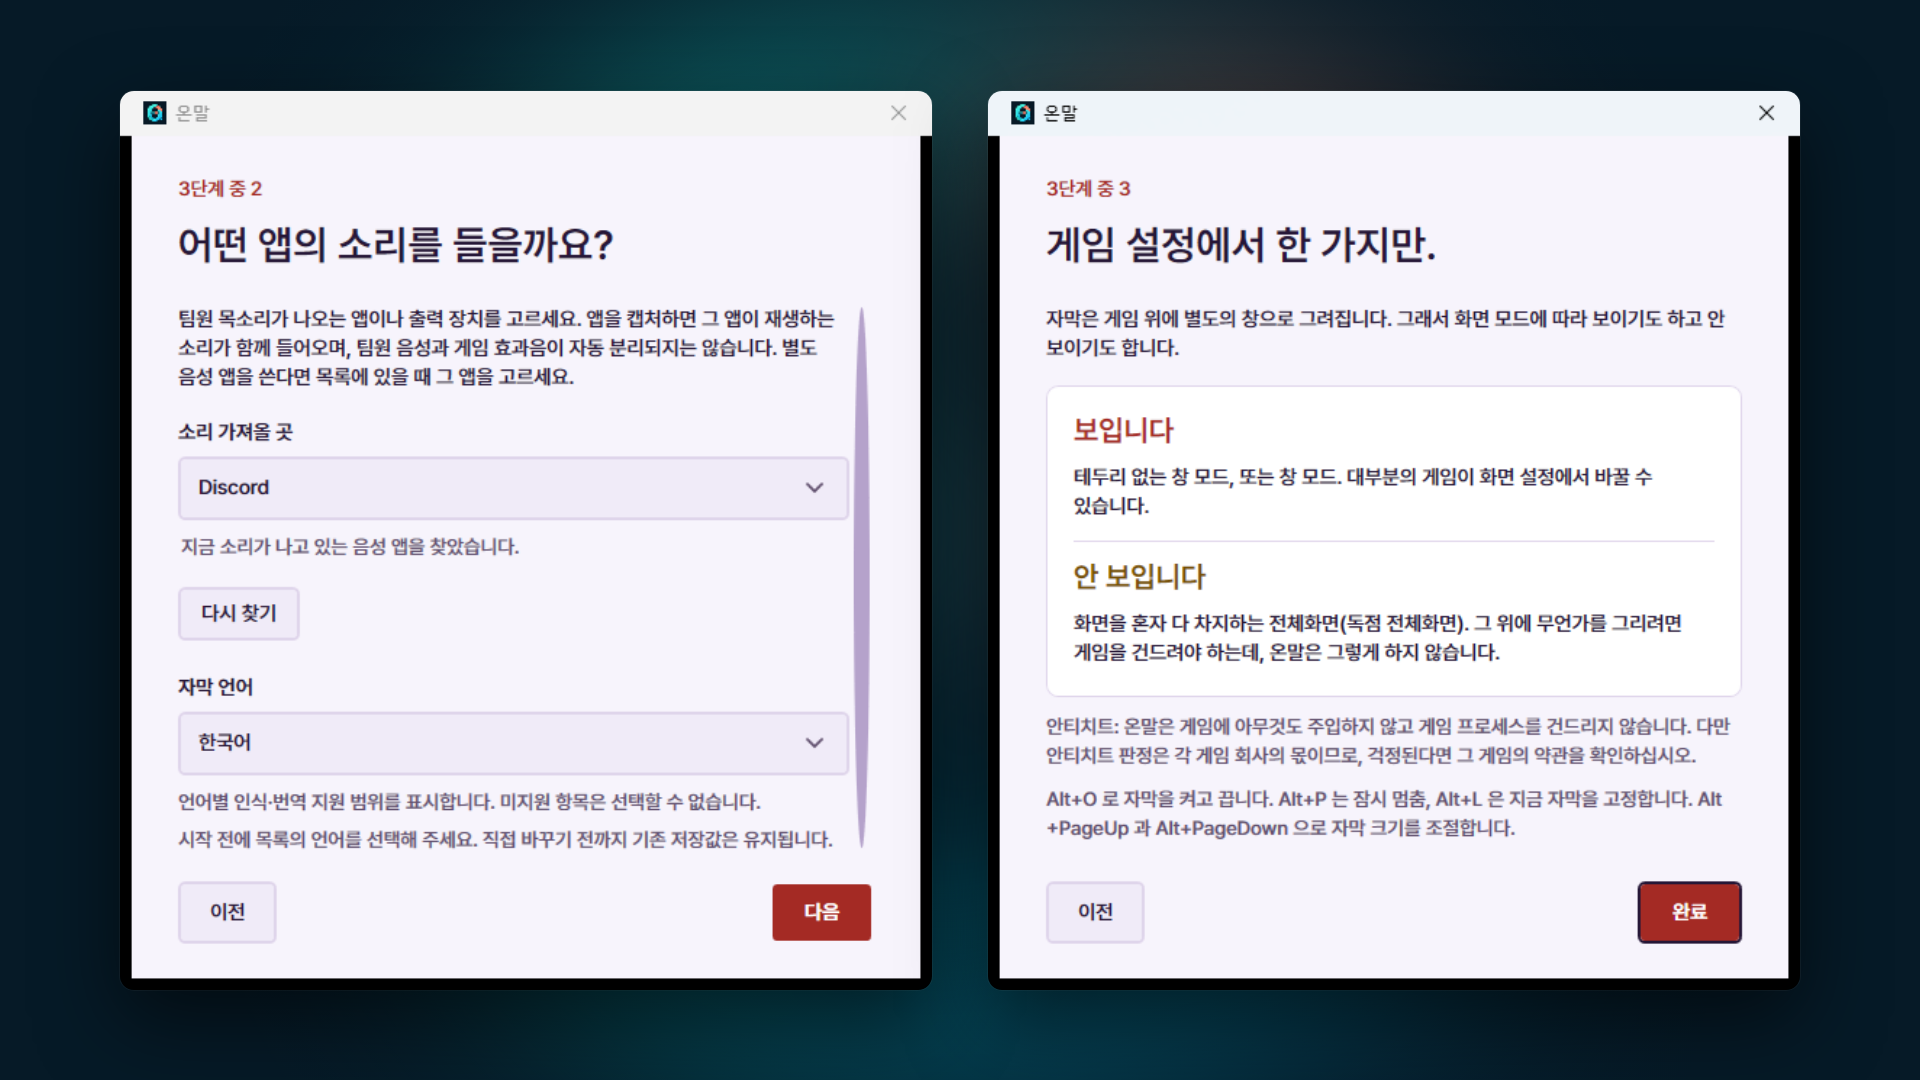 온말
3단계 중 2
어떤 앱의 소리를 들을까요?
팀원 목소리가 나오는 앱이나 출력 장치를 고르세요. 앱을 캡처하면 그 앱이 재생하는
소리가 함께 들어오며, 팀원 음성과 게임 효과음이 자동 분리되지는 않습니다. 별도
음성 앱을 쓴다면 목록에 있을 때 그 앱을 고르세요.
소리 가져올 곳
Discord
지금 소리가 나고 있는 음성 앱을 찾았습니다.
다시 찾기
자막 언어
한국어
언어별 인식·번역 지원 범위를 표시합니다. 미지원 항목은 선택할 수 없습니다.
시작 전에 목록의 언어를 선택해 주세요. 직접 바꾸기 전까지 기존 저장값은 유지됩니다.
이전
다음
온말
3단계 중 3
게임 설정에서 한 가지만.
자막은 게임 위에 별도의 창으로 그려집니다. 그래서 화면 모드에 따라 보이기도 하고 안
보이기도 합니다.
보입니다
테두리 없는 창 모드, 또는 창 모드. 대부분의 게임이 화면 설정에서 바꿀 수
있습니다.
안 보입니다
화면을 혼자 다 차지하는 전체화면(독점 전체화면). 그 위에 무언가를 그리려면
게임을 건드려야 하는데, 온말은 그렇게 하지 않습니다.
안티치트: 온말은 게임에 아무것도 주입하지 않고 게임 프로세스를 건드리지 않습니다. 다만
안티치트 판정은 각 게임 회사의 몫이므로, 걱정된다면 그 게임의 약관을 확인하십시오.
Alt+O 로 자막을 켜고 끕니다. Alt+P 는 잠시 멈춤, Alt+L 은 지금 자막을 고정합니다. Alt
+PageUp 과 Alt+PageDown 으로 자막 크기를 조절합니다.
이전
완료